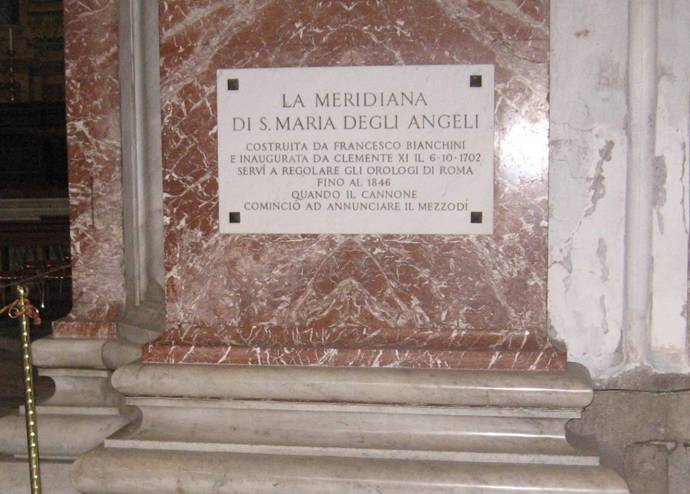 LA MERIDIANA
DI S. MARIA DEGLI ANGELI
COSTRUITA DA FRANCESCO BIANCHINI
E INAUGURATA DA CLEMENTE XI IL 6·10·1702
SERVÌ A REGOLARE GLI OROLOGI DI ROMA
FINO AL 1846
QUANDO IL CANNONE
COMINCIÒ AD ANNUNCIARE IL MEZZODÍ